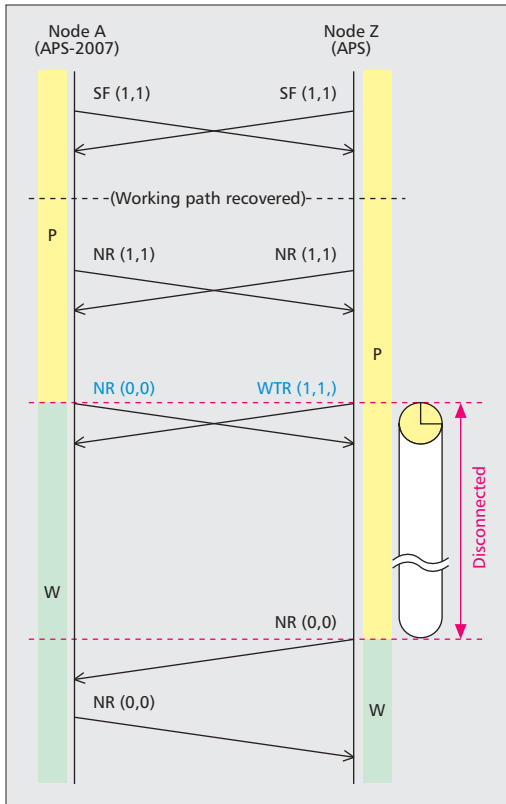 Node A
(APS-2007)
Node Z
(APS)
SF (1,1)
SF (1,1)
(Working path recovered)
P
NR (1,1)
NR (1,1)
P
NR (0,0)
WTR (1,1,)
Disconnected
W
NR (0,0)
NR (0,0)
W